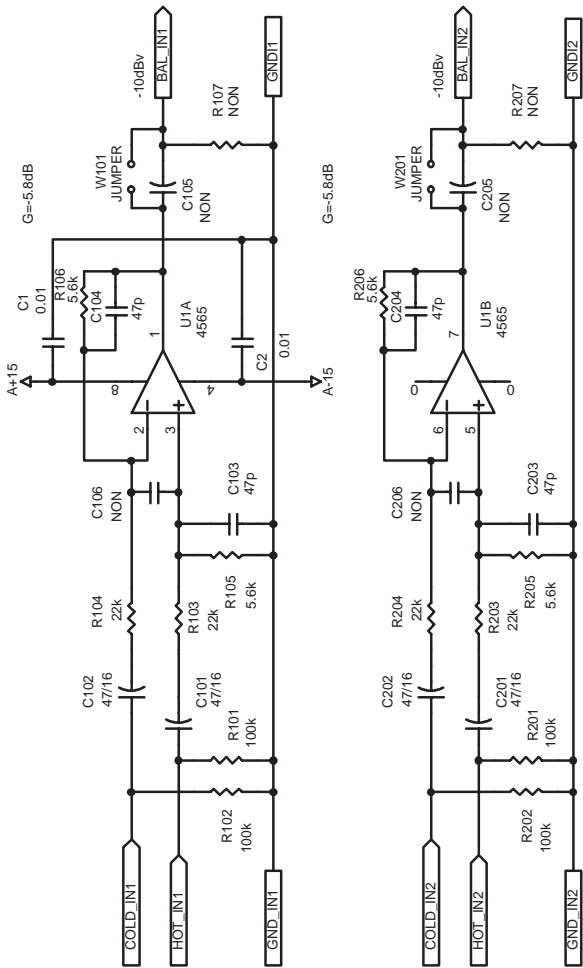 COLD_IN1
HOT_IN1
GND_IN1
R102
100k
R101
100k
C102
47/16
C101
47/16
R104
22k
R103
22k
R105
5.6k
C106
NON
C103
47p
2
3
8
4
1
A+15
A-15
C1
0.01
R106
5.6k
C104
47p
U1A
4565
C2
0.01
G=-5.8dB
W101
JUMPER
C105
NON
R107
NON
-10dBv
BAL_IN1
GNDI1
COLD_IN2
HOT_IN2
GND_IN2
R202
100k
R201
100k
C202
47/16
C201
47/16
R204
22k
R203
22k
R205
5.6k
C206
NON
C203
47p
6
5
0
0
7
R206
5.6k
C204
47p
U1B
4565
G=-5.8dB
W201
JUMPER
C205
NON
R207
NON
-10dBv
BAL_IN2
GNDI2